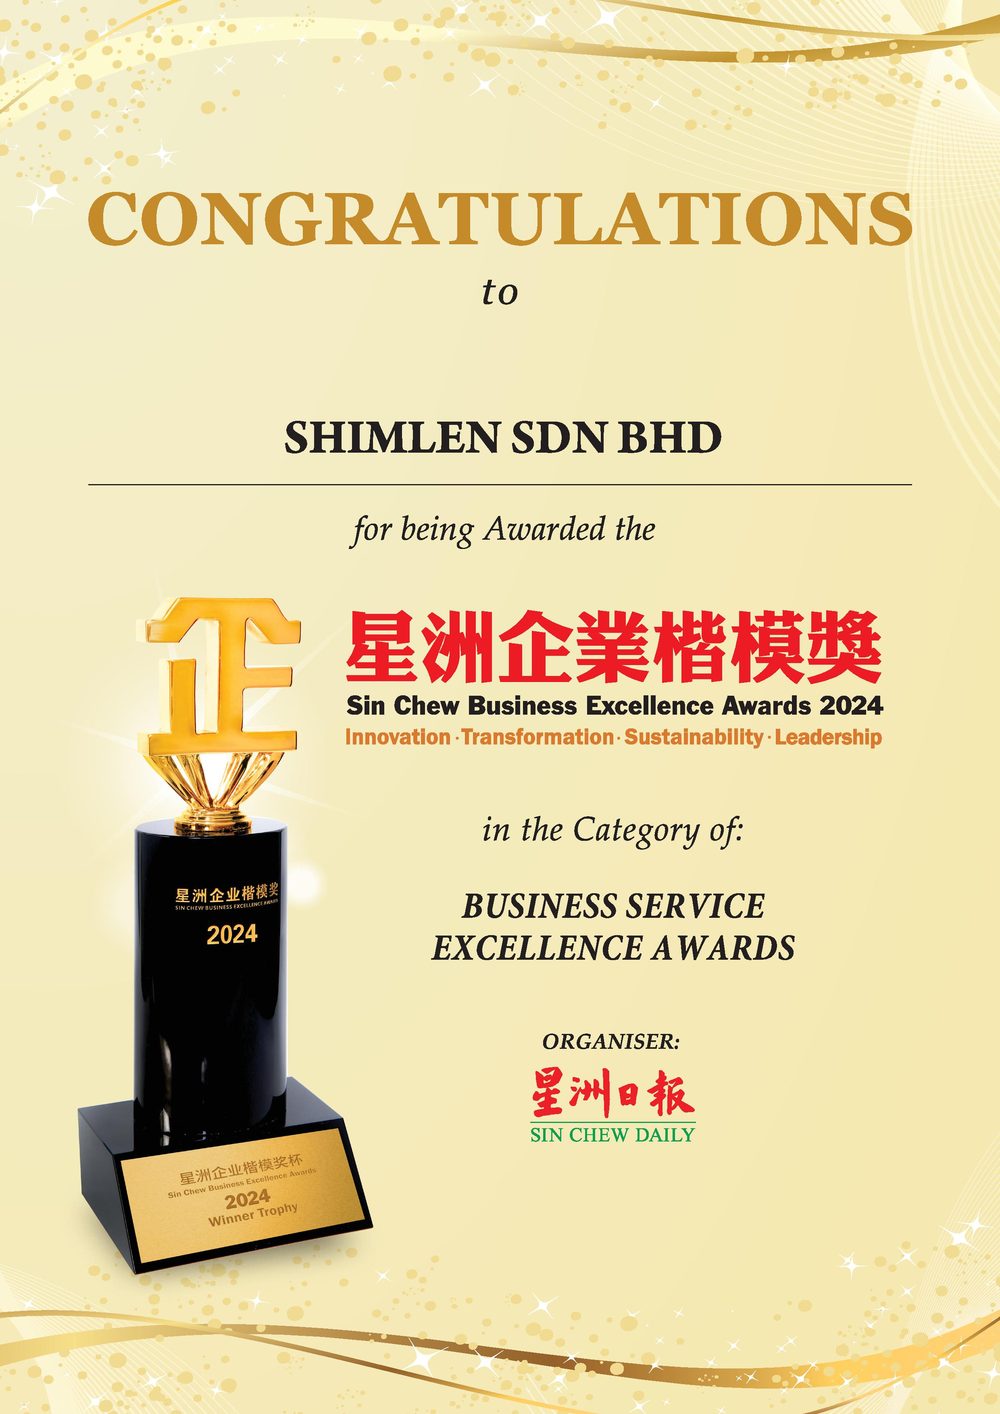 CONGRATULATIONS
to
SHIMLEN SDN BHD
for being Awarded the
星洲企業楷模獎
Sin Chew Business Excellence Awards 2024
Innovation·Transformation·Sustainability·Leadership
in the Category of:
BUSINESS SERVICE
EXCELLENCE AWARDS
ORGANISER:
星洲日报
SIN CHEW DAILY
企
星洲企业楷模奖
SIN CHEW BUSINESS EXCELLENCE AWARDS
2024
星洲企业楷模奖杯
Sin Chew Business Excellence Awards
2024
Winner Trophy